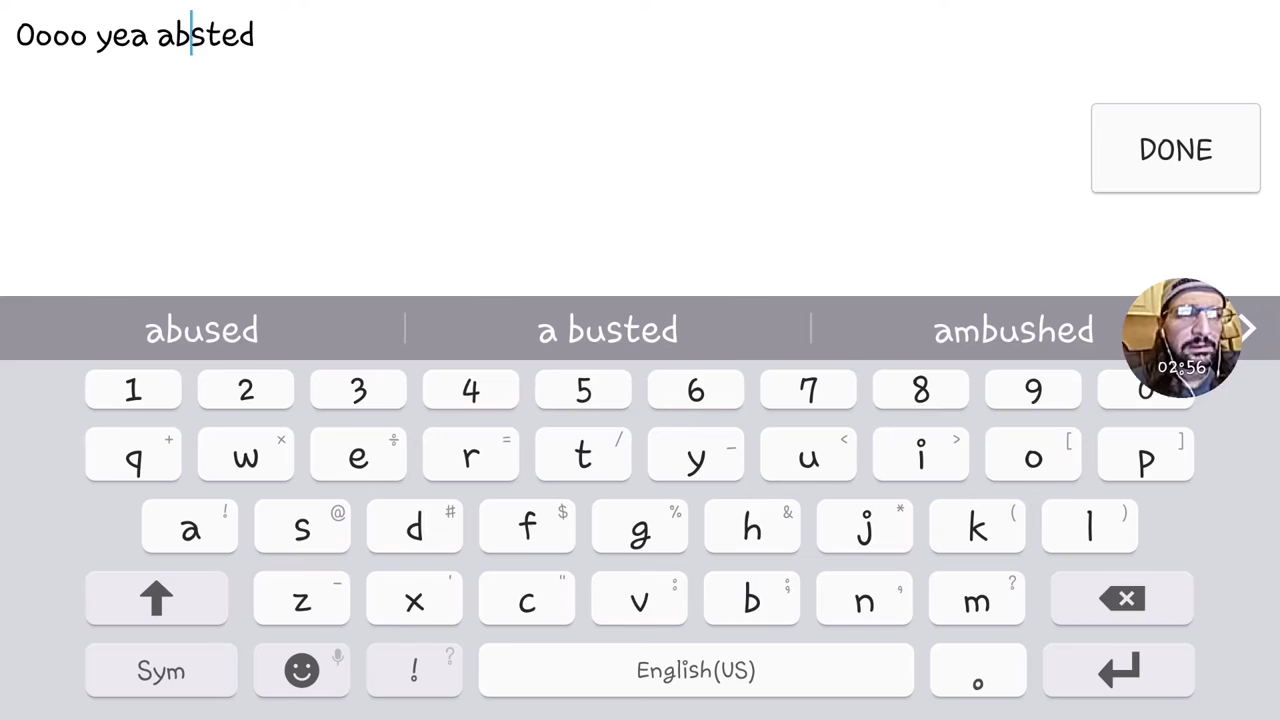 Oooo yea absted
DONE
abused a busted ambushed
02:56
1 2 3 4 5 6 7 8 9
q + w × e ÷ r = t / y _ u < i > o [ p ]
a ! s @ d # f $ g % h & j * k ( l )
z - x ' c " v : b ; n , m ?
Sym ! ? English(US) .